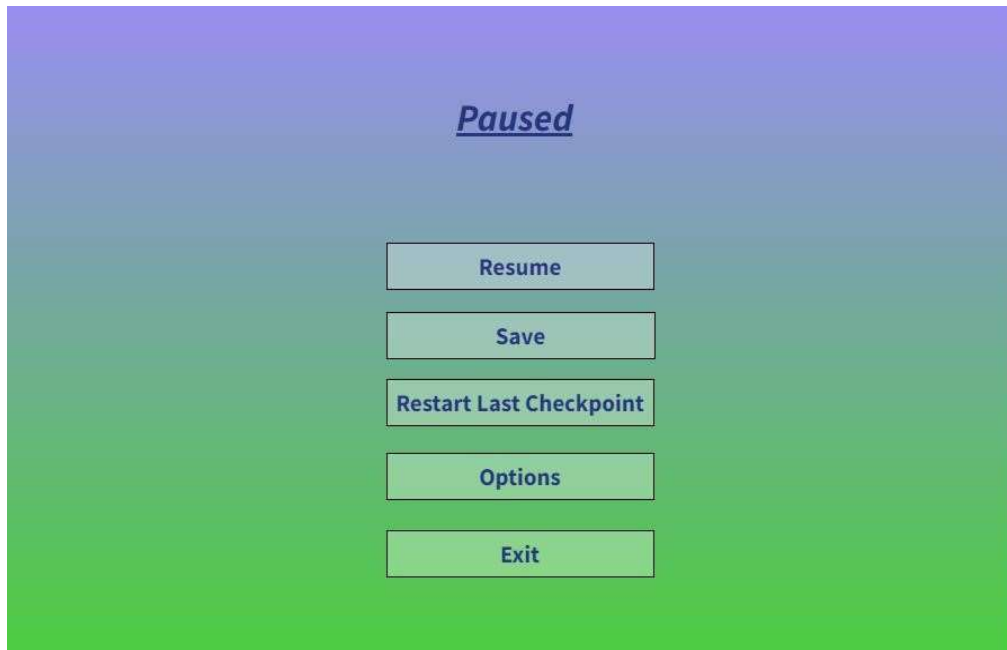 Paused
Resume
Save
Restart Last Checkpoint
Options
Exit